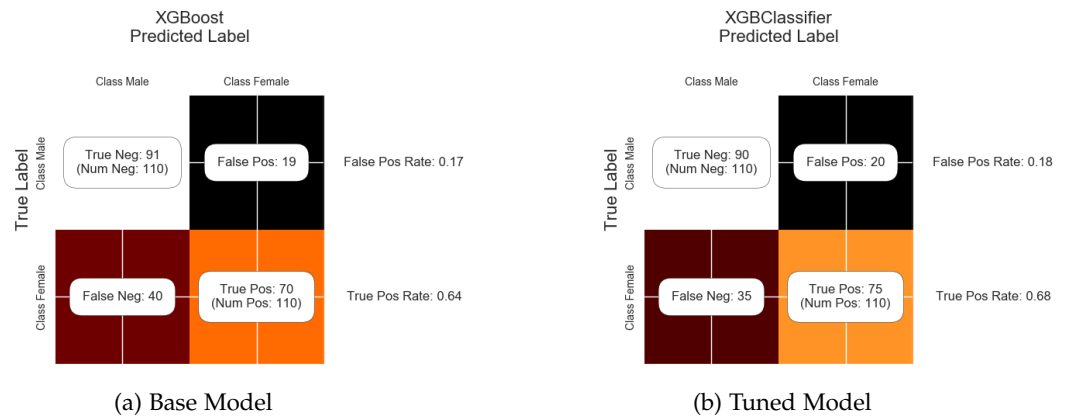 XGBoost
Predicted Label
Class Male
Class Female
True Label
Class Male
True Neg: 91
(Num Neg: 110)
False Pos: 19
False Pos Rate: 0.17
Class Female
False Neg: 40
True Pos: 70
(Num Pos: 110)
True Pos Rate: 0.64
(a) Base Model
XGBClassifier
Predicted Label
Class Male
Class Female
True Label
Class Male
True Neg: 90
(Num Neg: 110)
False Pos: 20
False Pos Rate: 0.18
Class Female
False Neg: 35
True Pos: 75
(Num Pos: 110)
True Pos Rate: 0.68
(b) Tuned Model